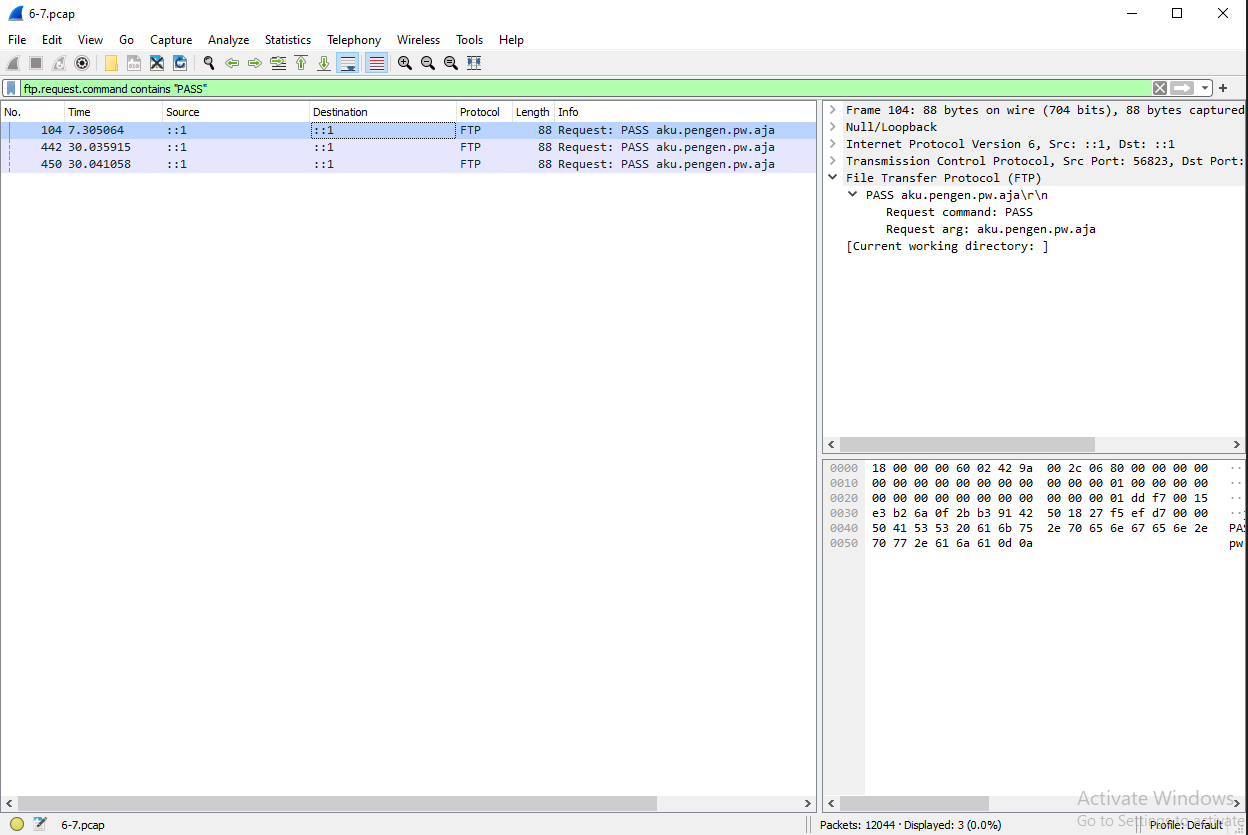 6-7.pcap
File Edit View Go Capture Analyze Statistics Telephony Wireless Tools Help
ftp.request.command contains "PASS"
No. Time Source Destination Protocol Length Info
104 7.305064 ::1 ::1 FTP 88 Request: PASS aku.pengen.pw.aja
442 30.035915 ::1 ::1 FTP 88 Request: PASS aku.pengen.pw.aja
450 30.041058 ::1 ::1 FTP 88 Request: PASS aku.pengen.pw.aja
Frame 104: 88 bytes on wire (704 bits), 88 bytes captured
Null/Loopback
Internet Protocol Version 6, Src: ::1, Dst: ::1
Transmission Control Protocol, Src Port: 56823, Dst Port:
File Transfer Protocol (FTP)
PASS aku.pengen.pw.aja\r\n
Request command: PASS
Request arg: aku.pengen.pw.aja
[Current working directory: ]
0000 18 00 00 00 60 02 42 9a 00 2c 06 80 00 00 00 00 ··
0010 00 00 00 00 00 00 00 00 00 00 00 01 00 00 00 00 ··
0020 00 00 00 00 00 00 00 00 00 00 00 01 dd f7 00 15 ··
0030 e3 b2 6a 0f 2b b3 91 42 50 18 27 f5 ef d7 00 00 ··j
0040 50 41 53 53 20 61 6b 75 2e 70 65 6e 67 65 6e 2e PAS
0050 70 77 2e 61 6a 61 0d 0a pw
Activate Windows
Go to Settings to activate
6-7.pcap
Packets: 12044 · Displayed: 3 (0.0%)
Profile: Default